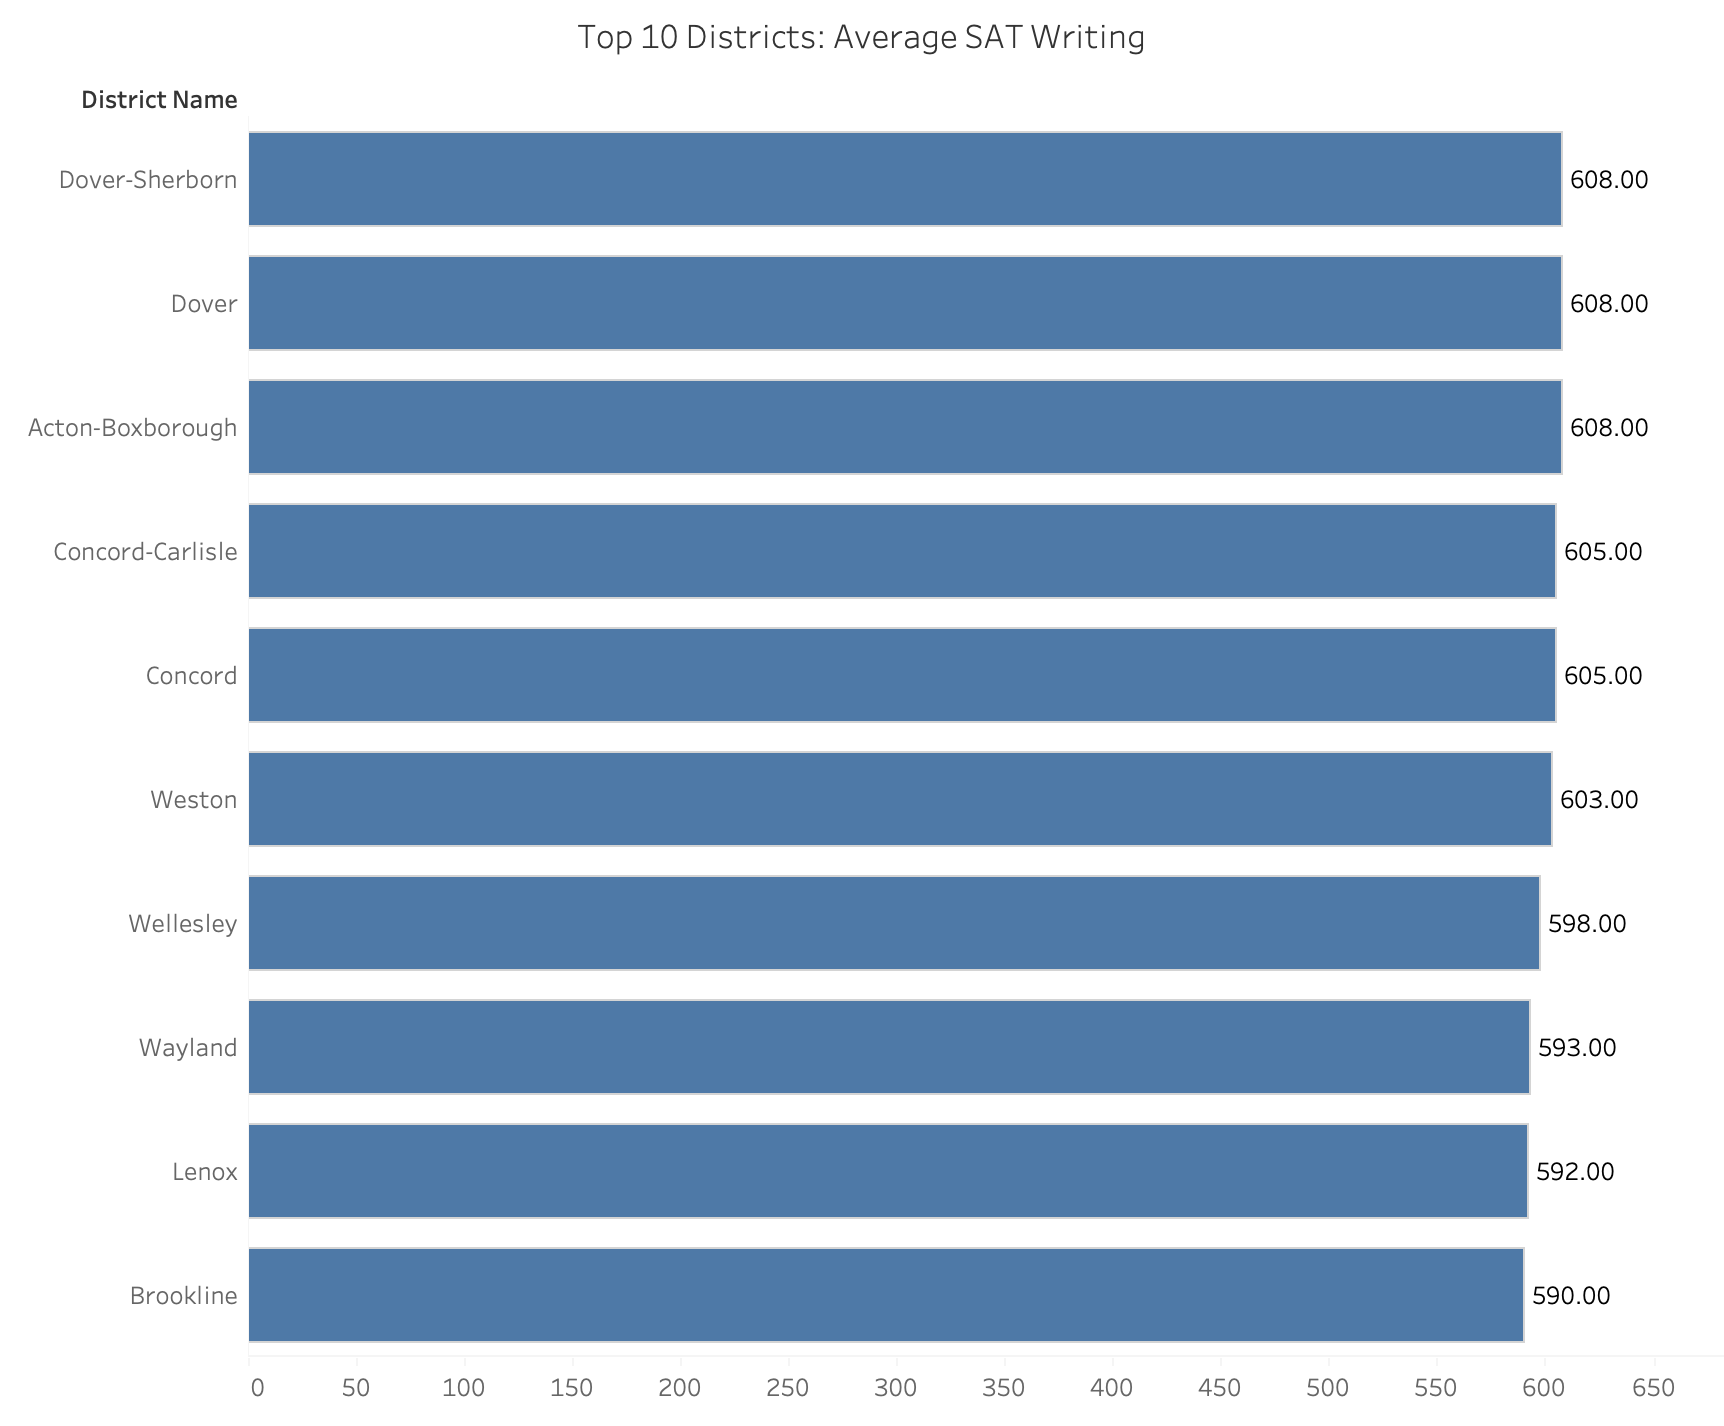 Top 10 Districts: Average SAT Writing
District Name
Dover-Sherborn 608.00
Dover 608.00
Acton-Boxborough 608.00
Concord-Carlisle 605.00
Concord 605.00
Weston 603.00
Wellesley 598.00
Wayland 593.00
Lenox 592.00
Brookline 590.00
0 50 100 150 200 250 300 350 400 450 500 550 600 650